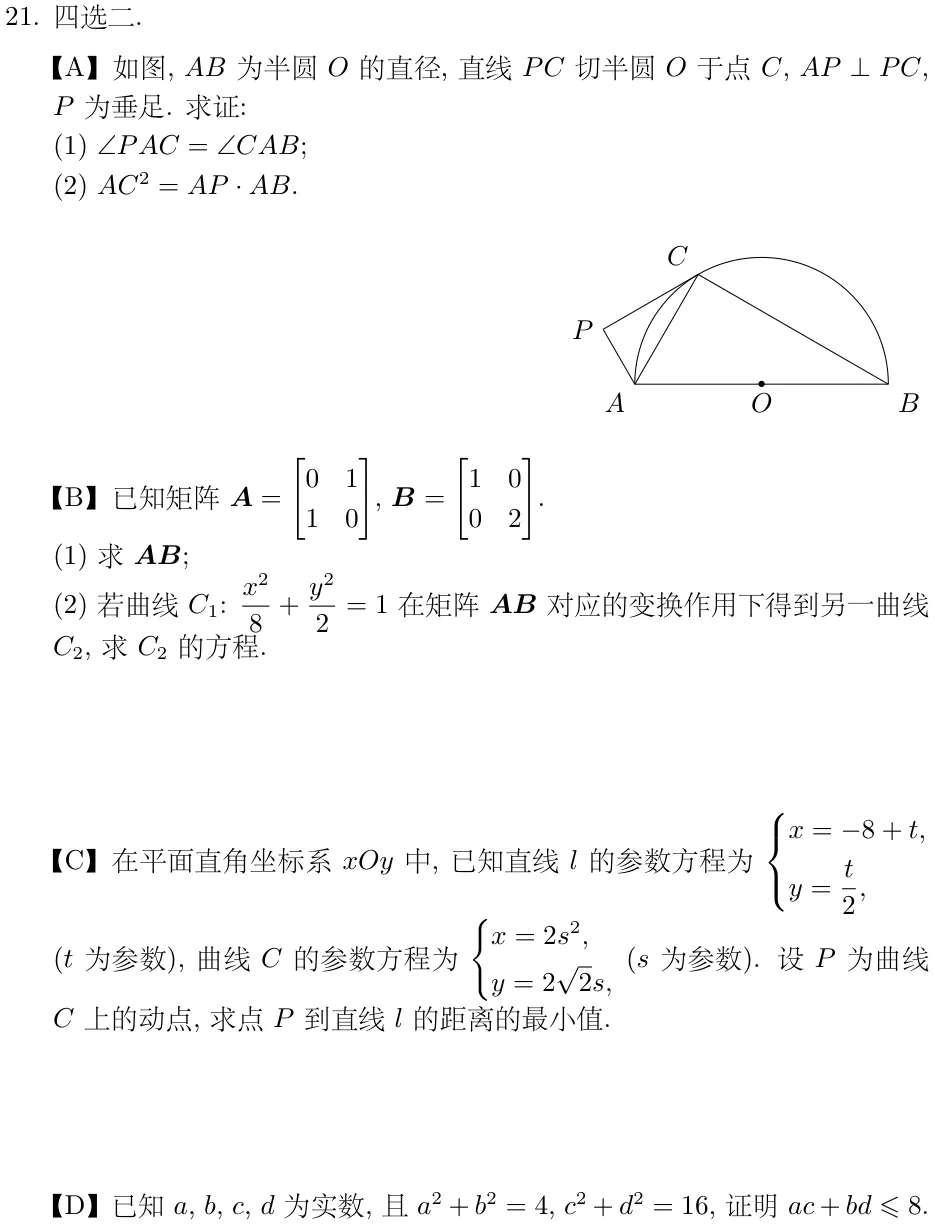 21. 四选二.
【A】如图, AB 为半圆 O 的直径, 直线 PC 切半圆 O 于点 C, AP ⊥ PC,
P 为垂足. 求证:
(1) ∠PAC = ∠CAB;
(2) AC² = AP · AB.
C
P
A
O
B
【B】已知矩阵 A = [0 1; 1 0], B = [1 0; 0 2].
(1) 求 AB;
(2) 若曲线 C₁: x²/8 + y²/2 = 1 在矩阵 AB 对应的变换作用下得到另一曲线
C₂, 求 C₂ 的方程.
【C】在平面直角坐标系 xOy 中, 已知直线 l 的参数方程为 { x = −8 + t, y = t/2,
(t 为参数), 曲线 C 的参数方程为 { x = 2s², y = 2√2s, (s 为参数). 设 P 为曲线
C 上的动点, 求点 P 到直线 l 的距离的最小值.
【D】已知 a, b, c, d 为实数, 且 a² + b² = 4, c² + d² = 16, 证明 ac + bd ⩽ 8.